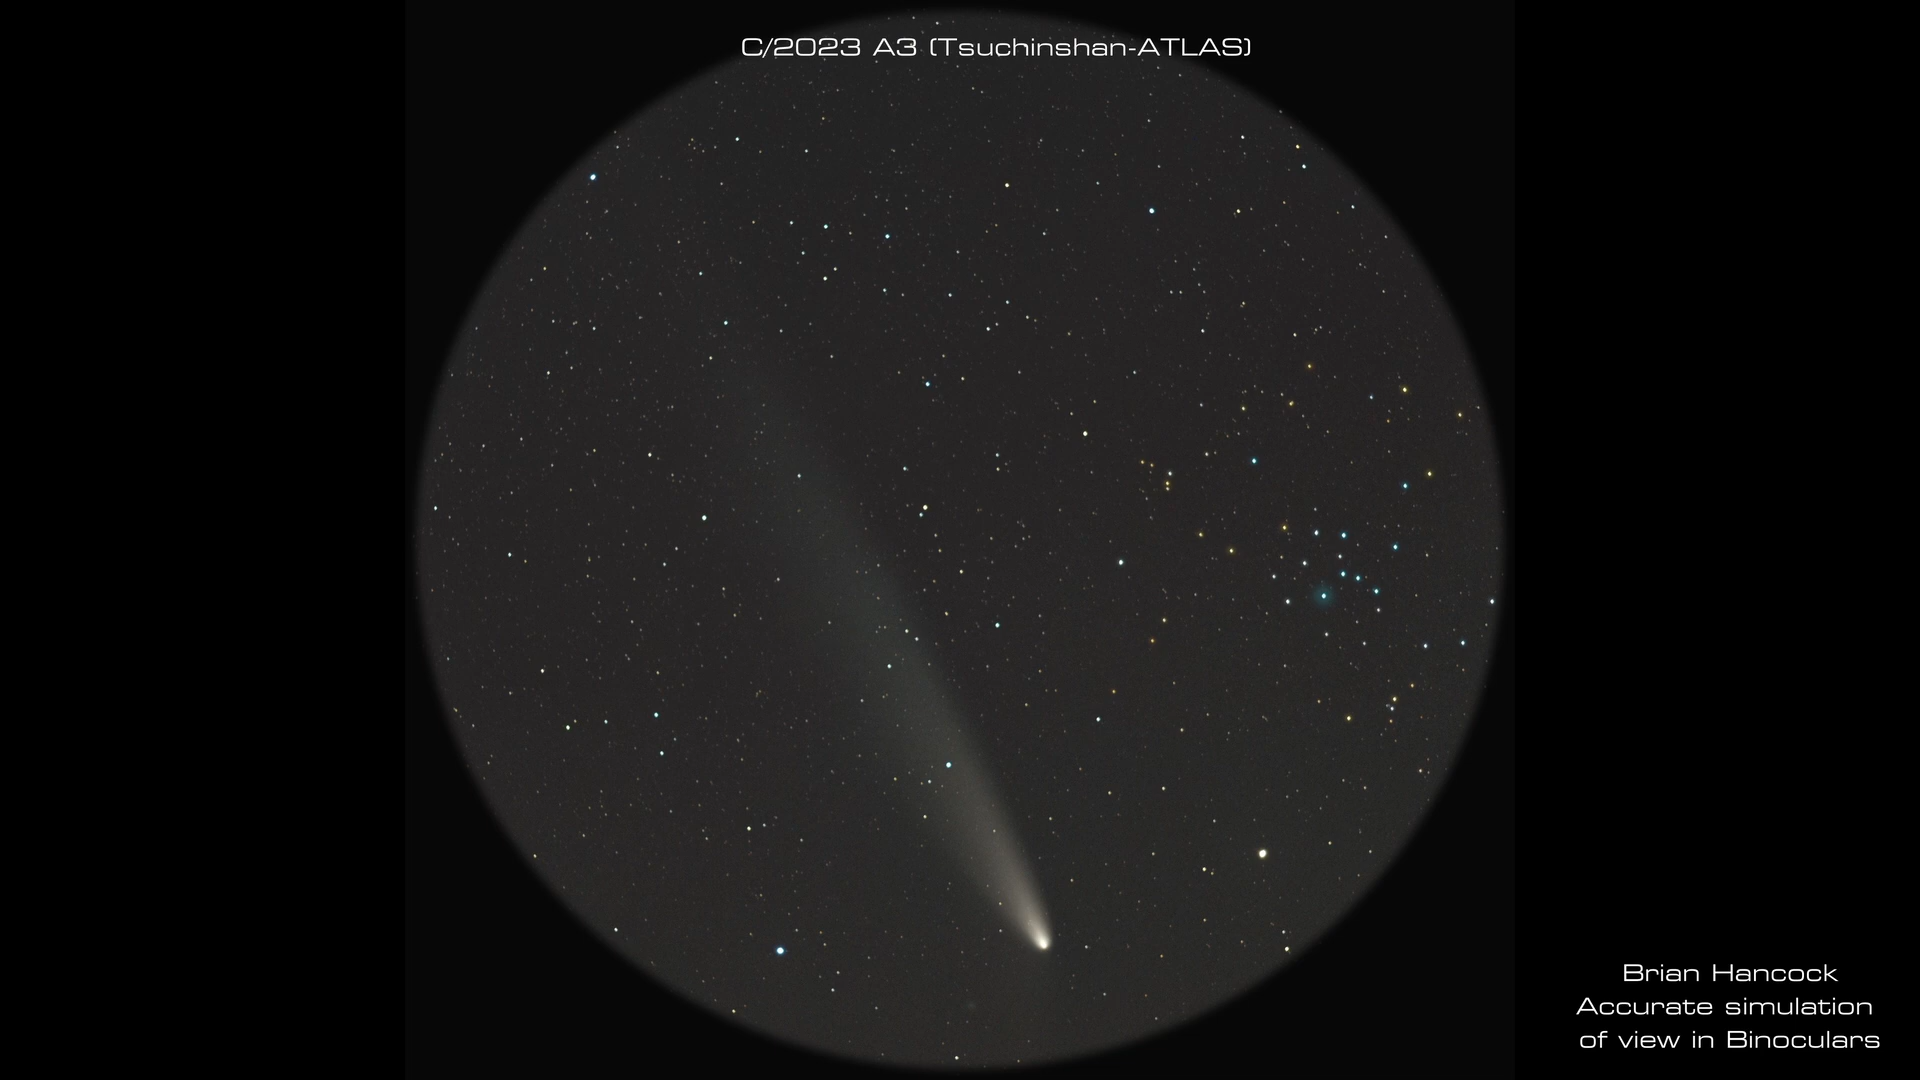 C/2023 A3 (Tsuchinshan-ATLAS)
Brian Hancock
Accurate simulation
of view in Binoculars